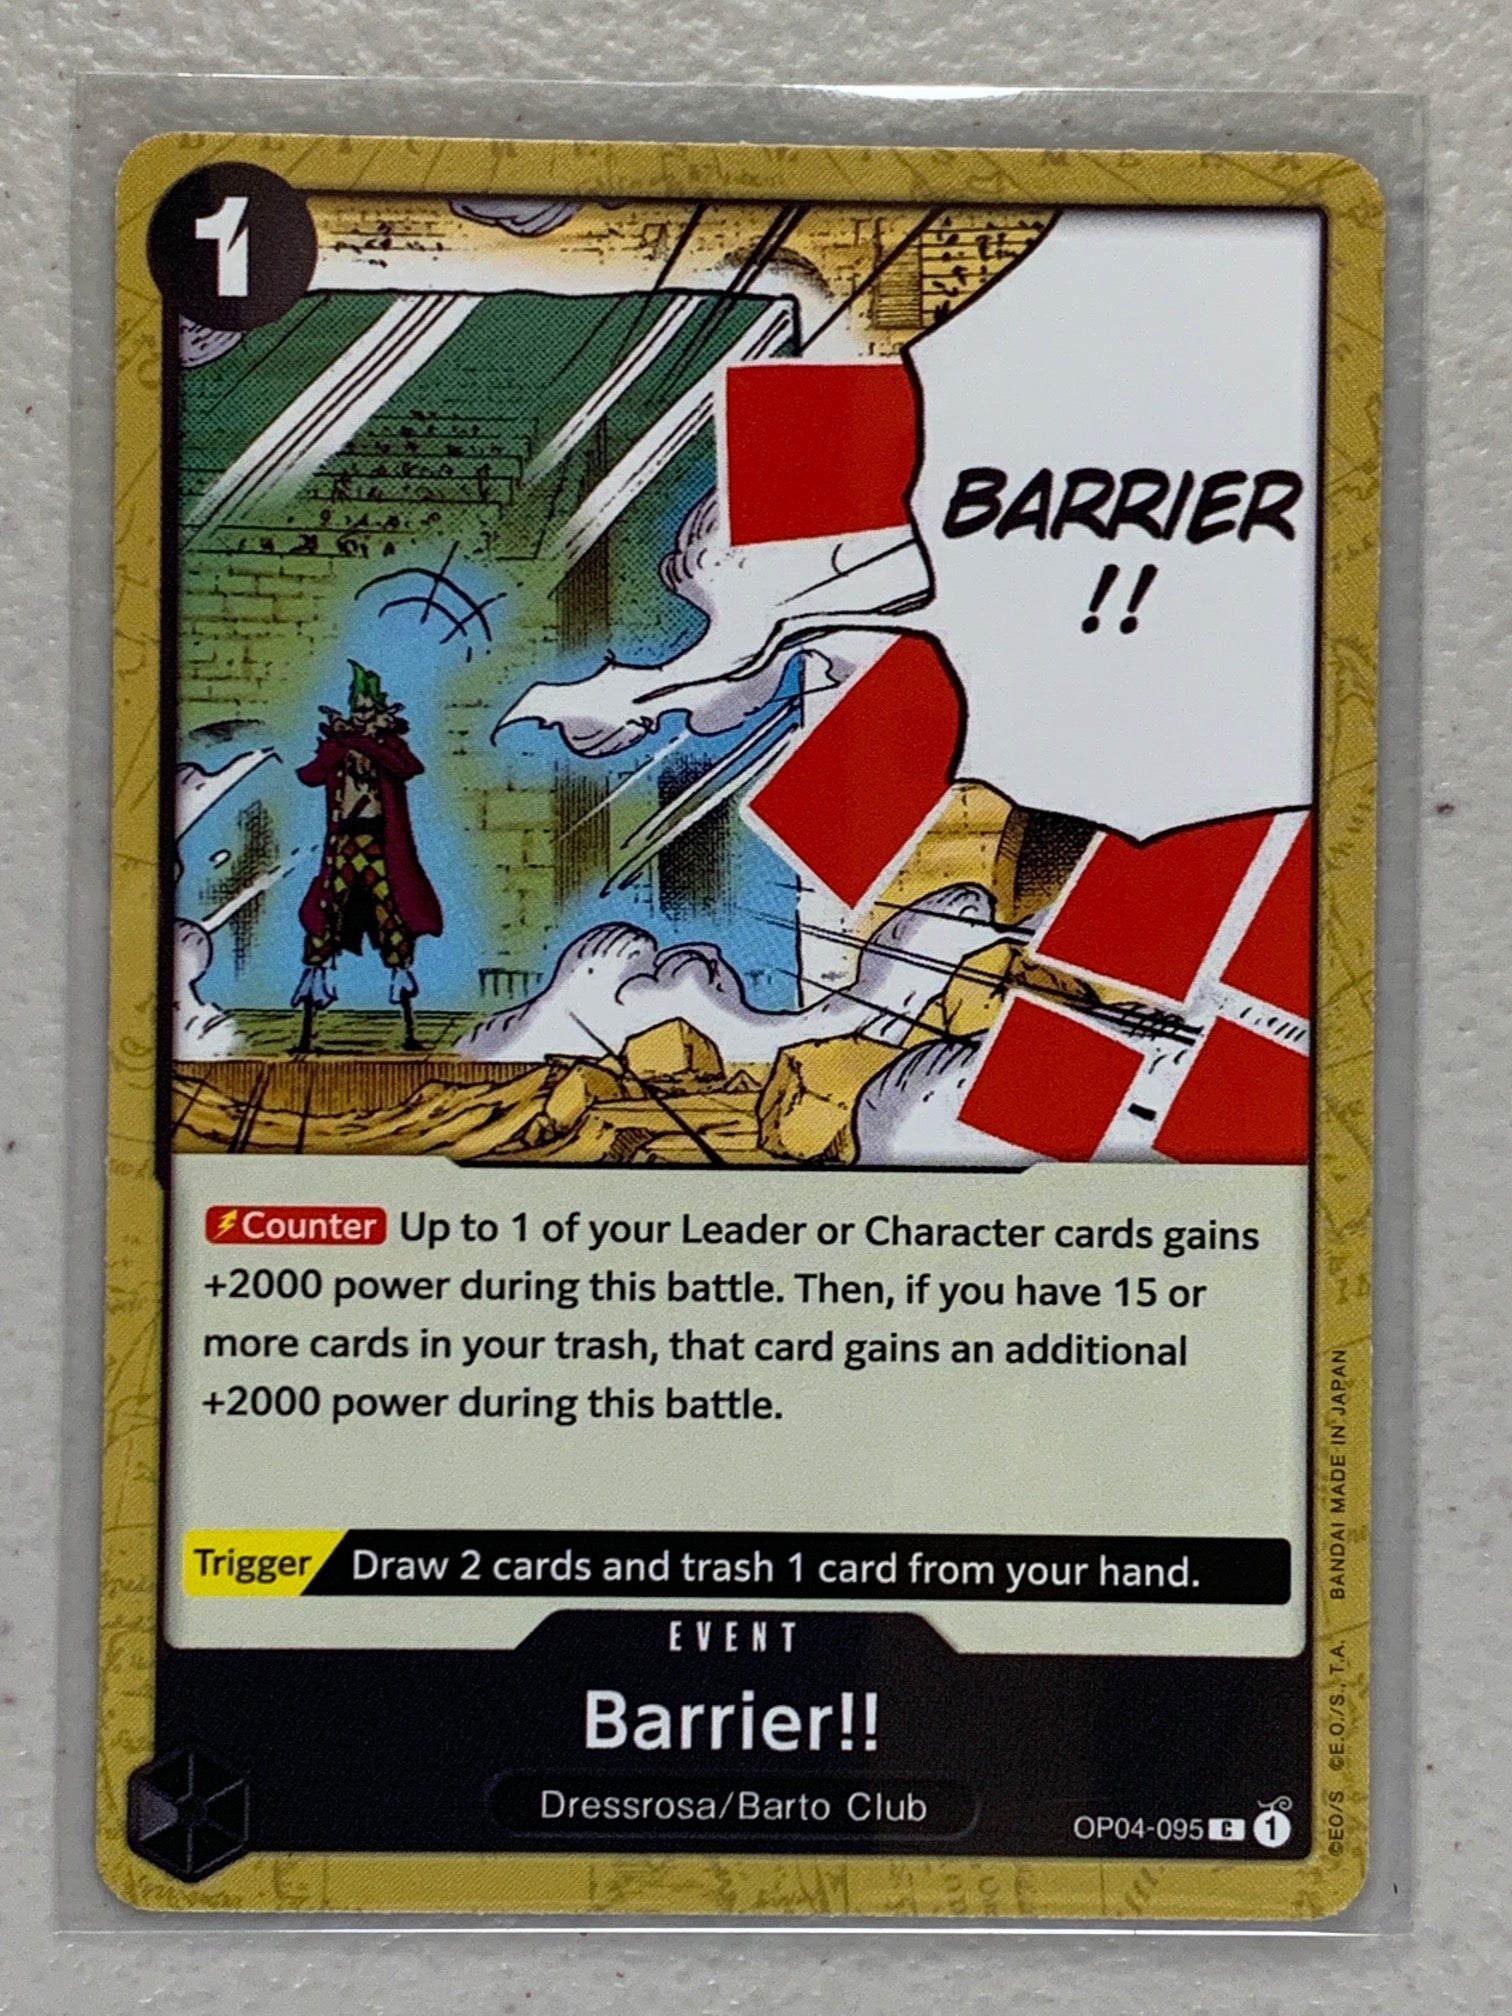 1
BARRIER
!!
Counter Up to 1 of your Leader or Character cards gains
+2000 power during this battle. Then, if you have 15 or
more cards in your trash, that card gains an additional
+2000 power during this battle.
Trigger Draw 2 cards and trash 1 card from your hand.
EVENT
Barrier!!
Dressrosa/Barto Club
OP04-095 C 1
©EO/S ©E.O./S.,T.A. BANDAI MADE IN JAPAN